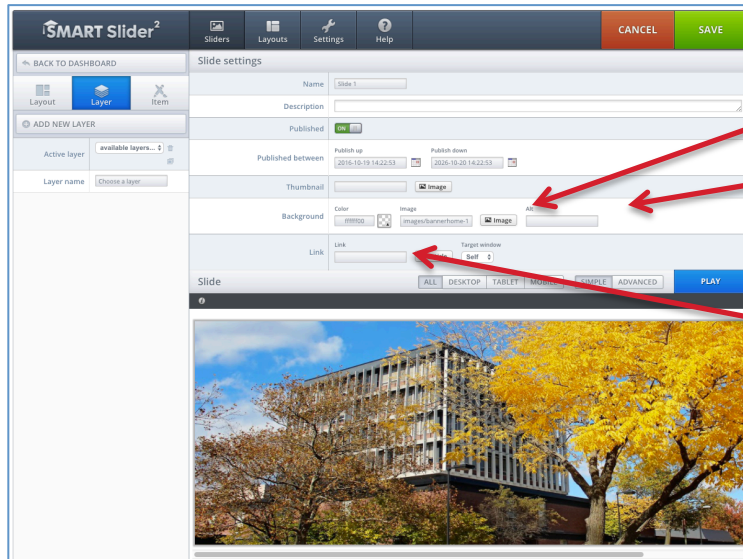 SMART Slider2
Sliders
Layouts
Settings
Help
CANCEL
SAVE
BACK TO DASHBOARD
Slide settings
Layout
Layer
Item
Name
Slide 1
Description
ADD NEW LAYER
Published
ON
Active layer
available layers...
Publish up
Publish down
Published between
2016-10-19 14:22:53
2026-10-20 14:22:53
Layer name
Choose a layer
Thumbnail
Image
Color
Image
Alt
Background
ffffff00
images/bannerhome-1
Image
Link
Target window
Link
Self
Slide
ALL
DESKTOP
TABLET
MOBILE
SIMPLE
ADVANCED
PLAY